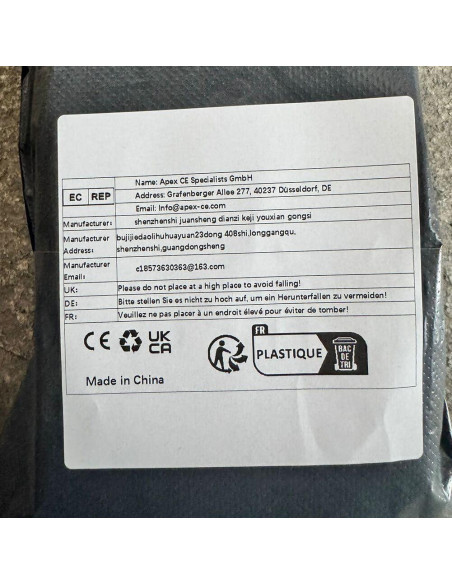 EC REP
Name: Apex CE Specialists GmbH
Address: Grafenberger Allee 277, 40237 Düsseldorf, DE
Email: Info@apex-ce.com
Manufacturer: shenzhenshi juansheng dianzi keji youxian gongsi
Manufacturer Address: bujijiedaolihuhuayuan23dong 408shi,longgangqu,
shenzhenshi,guangdongsheng
Manufacturer Email: c18573630363@163.com
UK: Please do not place at a high place to avoid falling!
DE: Bitte stellen Sie es nicht zu hoch auf, um ein Herunterfallen zu vermeiden!
FR: Veuillez ne pas placer à un endroit élevé pour éviter de tomber!
CE UK
CA
FR
PLASTIQUE
BAC
DE
TRI
Made in China